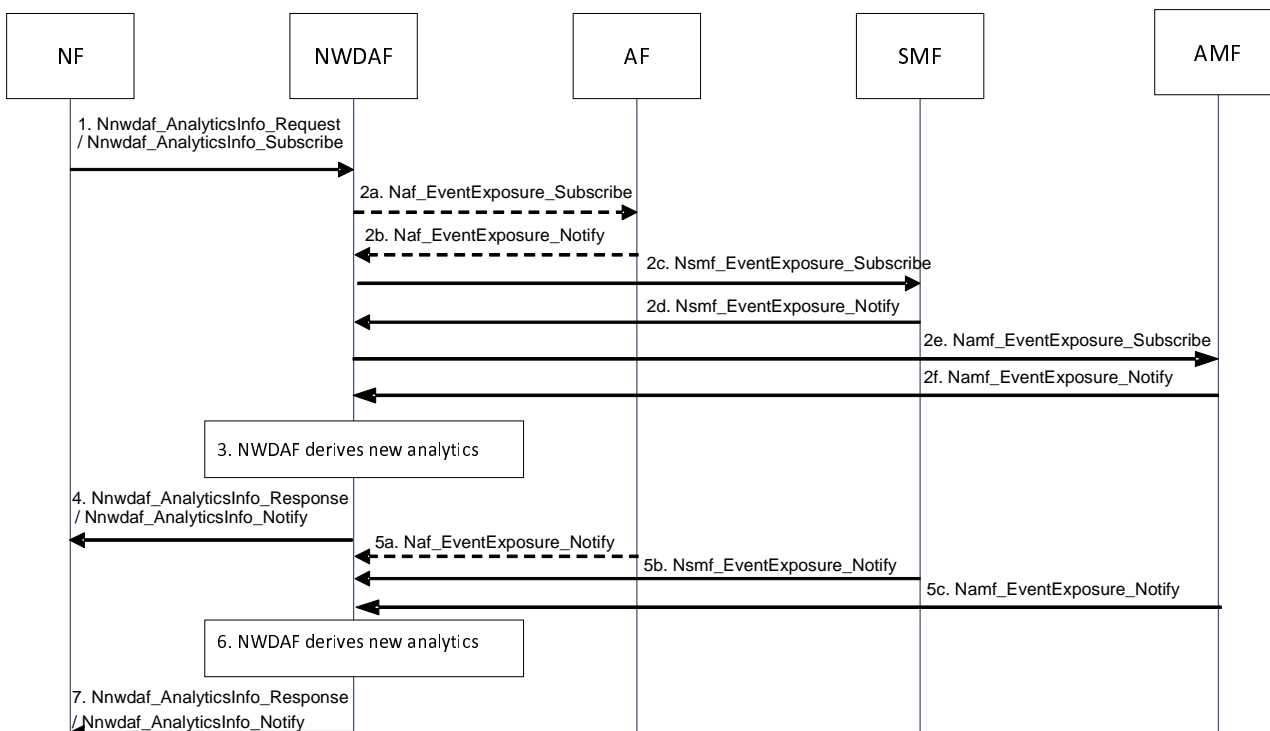 NF
NWDAF
AF
SMF
AMF
1. Nnwdaf_AnalyticsInfo_Request
/ Nnwdaf_AnalyticsInfo_Subscribe
2a. Naf_EventExposure_Subscribe
2b. Naf_EventExposure_Notify
2c. Nsmf_EventExposure_Subscribe
2d. Nsmf_EventExposure_Notify
2e. Namf_EventExposure_Subscribe
2f. Namf_EventExposure_Notify
3. NWDAF derives new analytics
4. Nnwdaf_AnalyticsInfo_Response
/ Nnwdaf_AnalyticsInfo_Notify
5a. Naf_EventExposure_Notify
5b. Nsmf_EventExposure_Notify
5c. Namf_EventExposure_Notify
6. NWDAF derives new analytics
7. Nnwdaf_AnalyticsInfo_Response
/ Nnwdaf_AnalyticsInfo_Notify